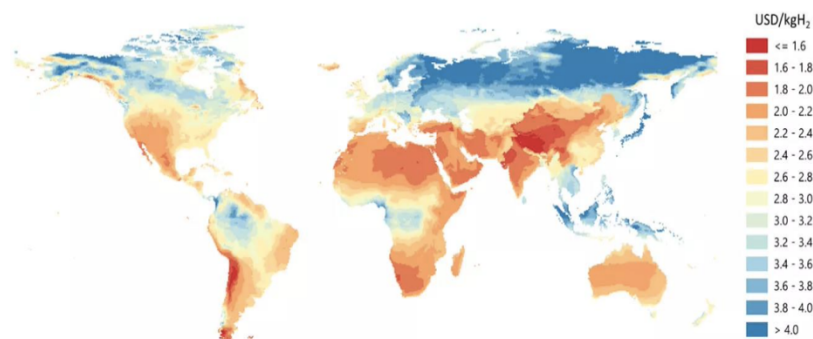 USD/kgH₂
<= 1.6
1.6 - 1.8
1.8 - 2.0
2.0 - 2.2
2.2 - 2.4
2.4 - 2.6
2.6 - 2.8
2.8 - 3.0
3.0 - 3.2
3.2 - 3.4
3.4 - 3.6
3.6 - 3.8
3.8 - 4.0
> 4.0